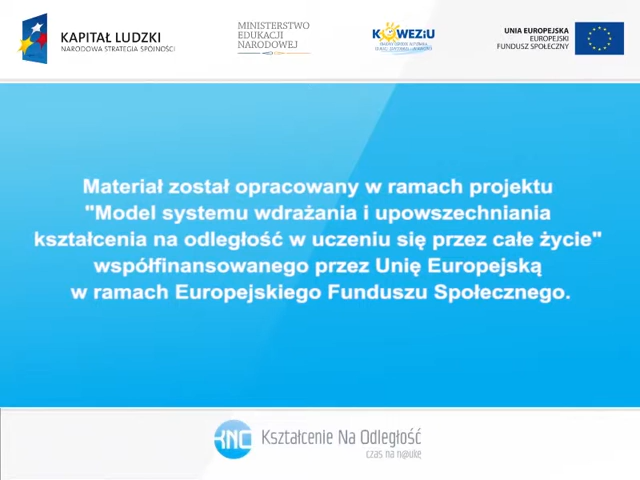 KAPITAŁ LUDZKI
NARODOWA STRATEGIA SPÓJNOŚCI
MINISTERSTWO
EDUKACJI
NARODOWEJ
KOWEZiU
UNIA EUROPEJSKA
EUROPEJSKI
FUNDUSZ SPOŁECZNY
Materiał został opracowany w ramach projektu
"Model systemu wdrażania i upowszechniania
kształcenia na odległość w uczeniu się przez całe życie"
współfinansowanego przez Unię Europejską
w ramach Europejskiego Funduszu Społecznego.
KNO Kształcenie Na Odległość
czas na n@ukę